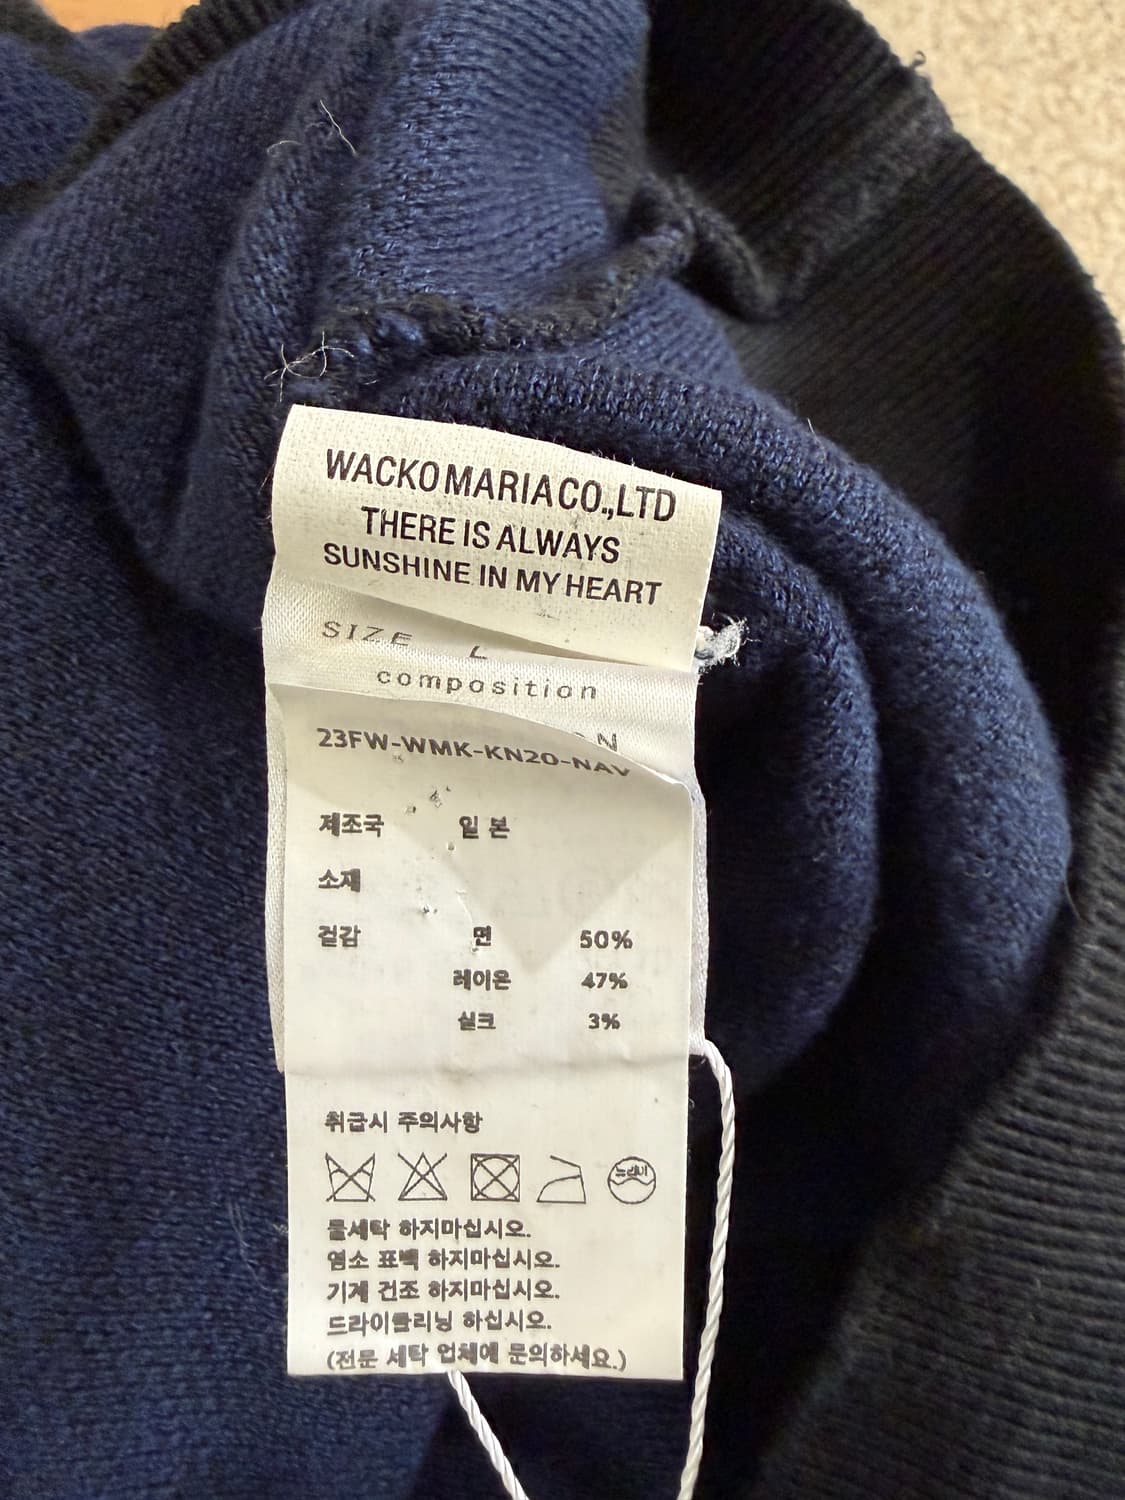 WACKO MARIA CO.,LTD
THERE IS ALWAYS
SUNSHINE IN MY HEART
SIZE L
composition
23FW-WMK-KN20-NAV
제조국 일 본
소재
겉감 면 50%
레이온 47%
실크 3%
취급시 주의사항
물세탁 하지마십시오.
염소 표백 하지마십시오.
기계 건조 하지마십시오.
드라이클리닝 하십시오.
(전문 세탁 업체에 문의하세요.)